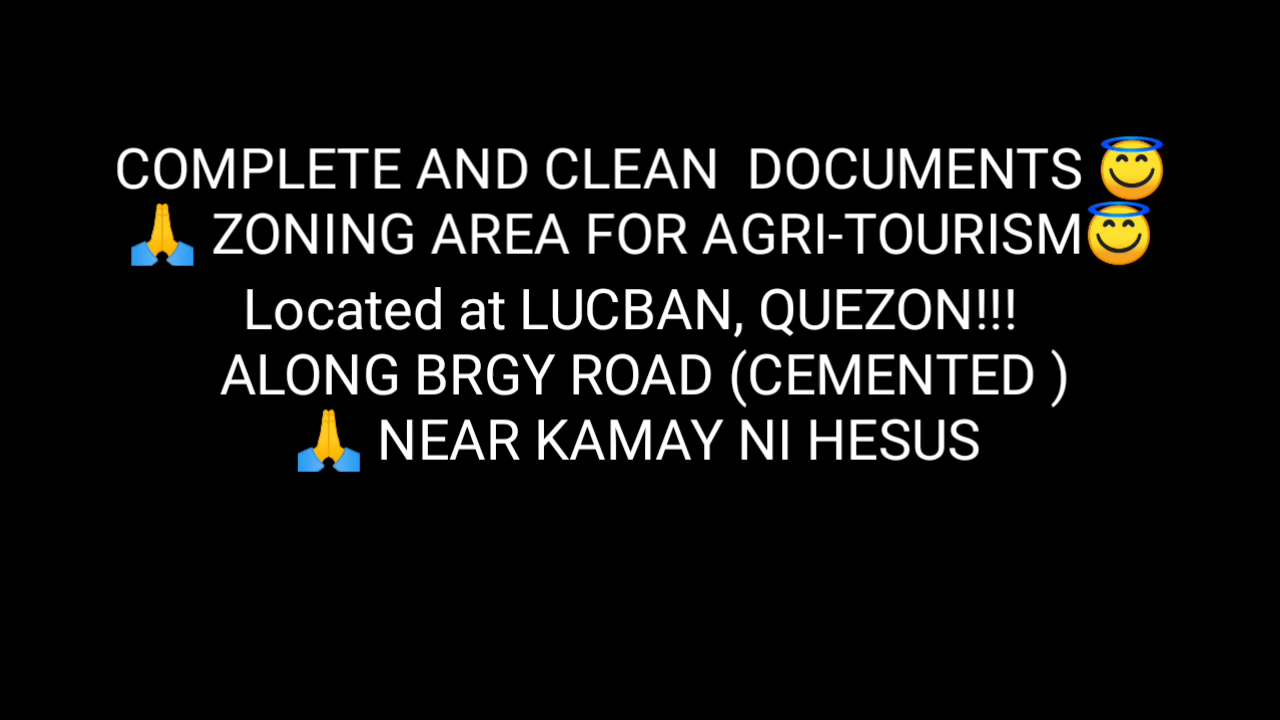 COMPLETE AND CLEAN  DOCUMENTS 😇
🙏 ZONING AREA FOR AGRI-TOURISM😇
Located at LUCBAN, QUEZON!!!
ALONG BRGY ROAD (CEMENTED )
🙏 NEAR KAMAY NI HESUS